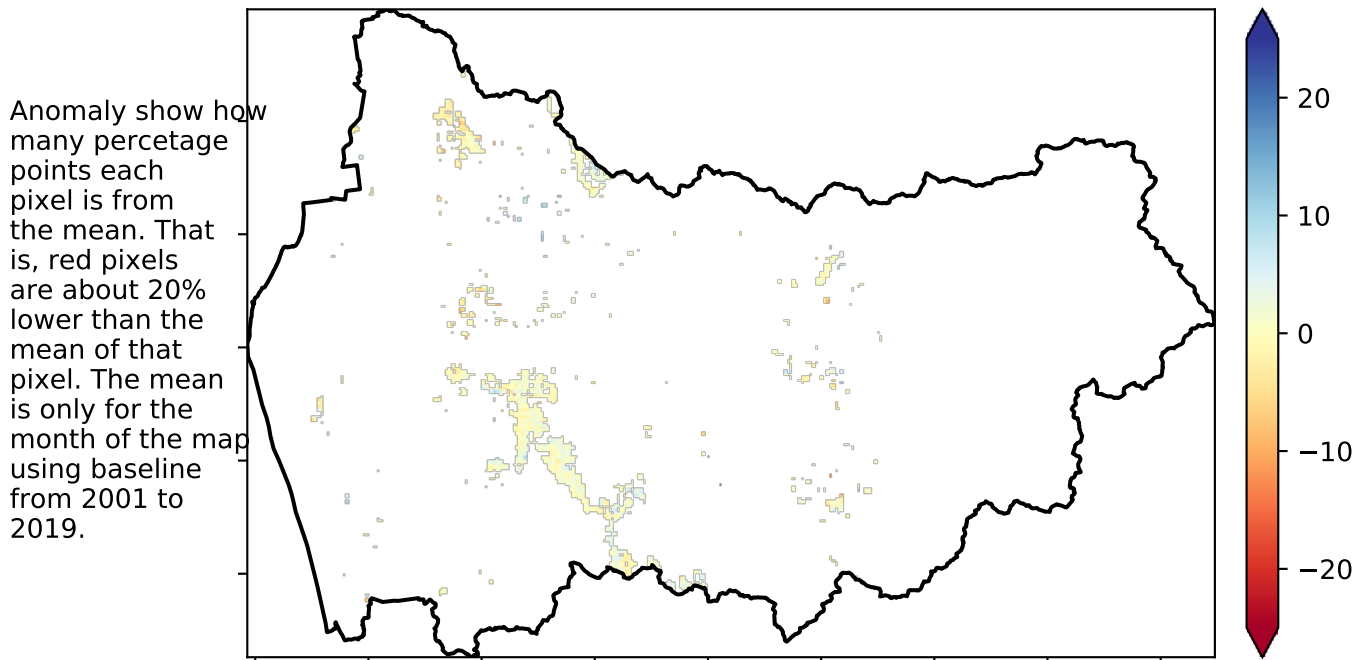 Anomaly show how
many percetage
points each
pixel is from
the mean. That
is, red pixels
are about 20%
lower than the
mean of that
pixel. The mean
is only for the
month of the map
using baseline
from 2001 to
2019.
20
10
0
−10
−20